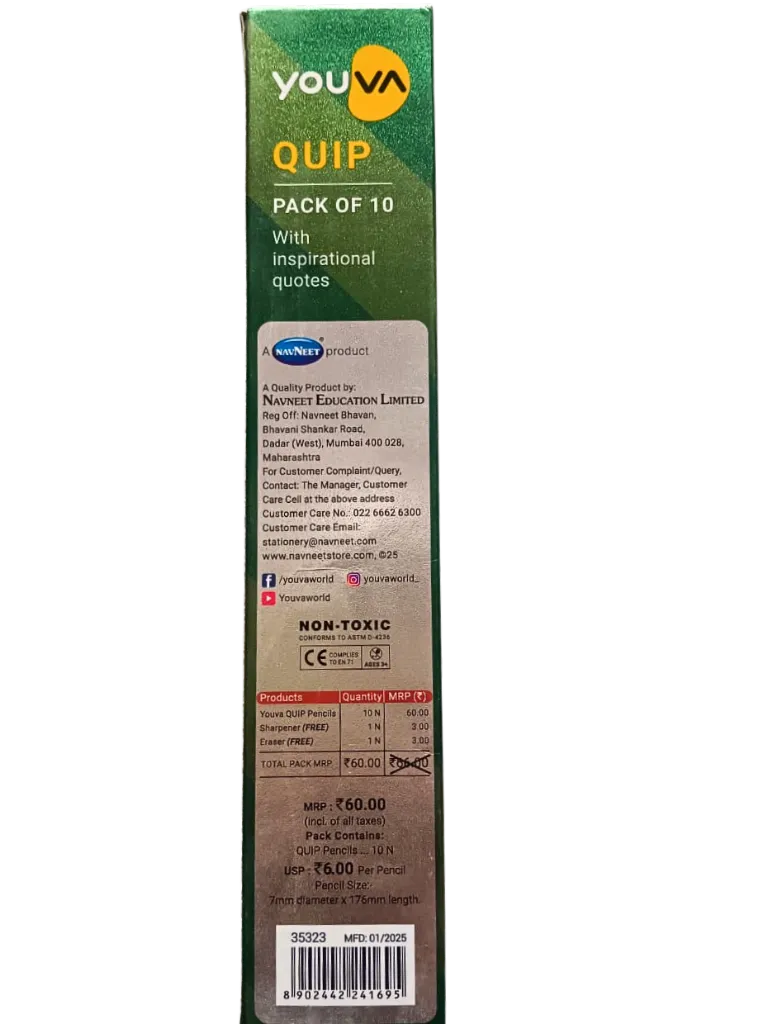 YOUVA
QUIP
PACK OF 10
With
inspirational
quotes
A NAVNEET® product
A Quality Product by:
NAVNEET EDUCATION LIMITED
Reg Off: Navneet Bhavan,
Bhavani Shankar Road,
Dadar (West), Mumbai 400 028,
Maharashtra
For Customer Complaint/Query,
Contact: The Manager, Customer
Care Cell at the above address
Customer Care No.: 022 6662 6300
Customer Care Email:
stationery@navneet.com
www.navneetstore.com, ©25
/youvaworld youvaworld_
Youvaworld
NON-TOXIC
CONFORMS TO ASTM D-4236
CE COMPLIES TO EN 71 AGES 3+
Products Quantity MRP (₹)
Youva QUIP Pencils 10 N 60.00
Sharpener (FREE) 1 N 3.00
Eraser (FREE) 1 N 3.00
TOTAL PACK MRP ₹60.00 ₹66.00
MRP : ₹60.00
(incl. of all taxes)
Pack Contains:
QUIP Pencils .... 10 N
USP : ₹6.00 Per Pencil
Pencil Size:-
7mm diameter x 176mm length.
35323 MFD: 01/2025
8 902442 241695